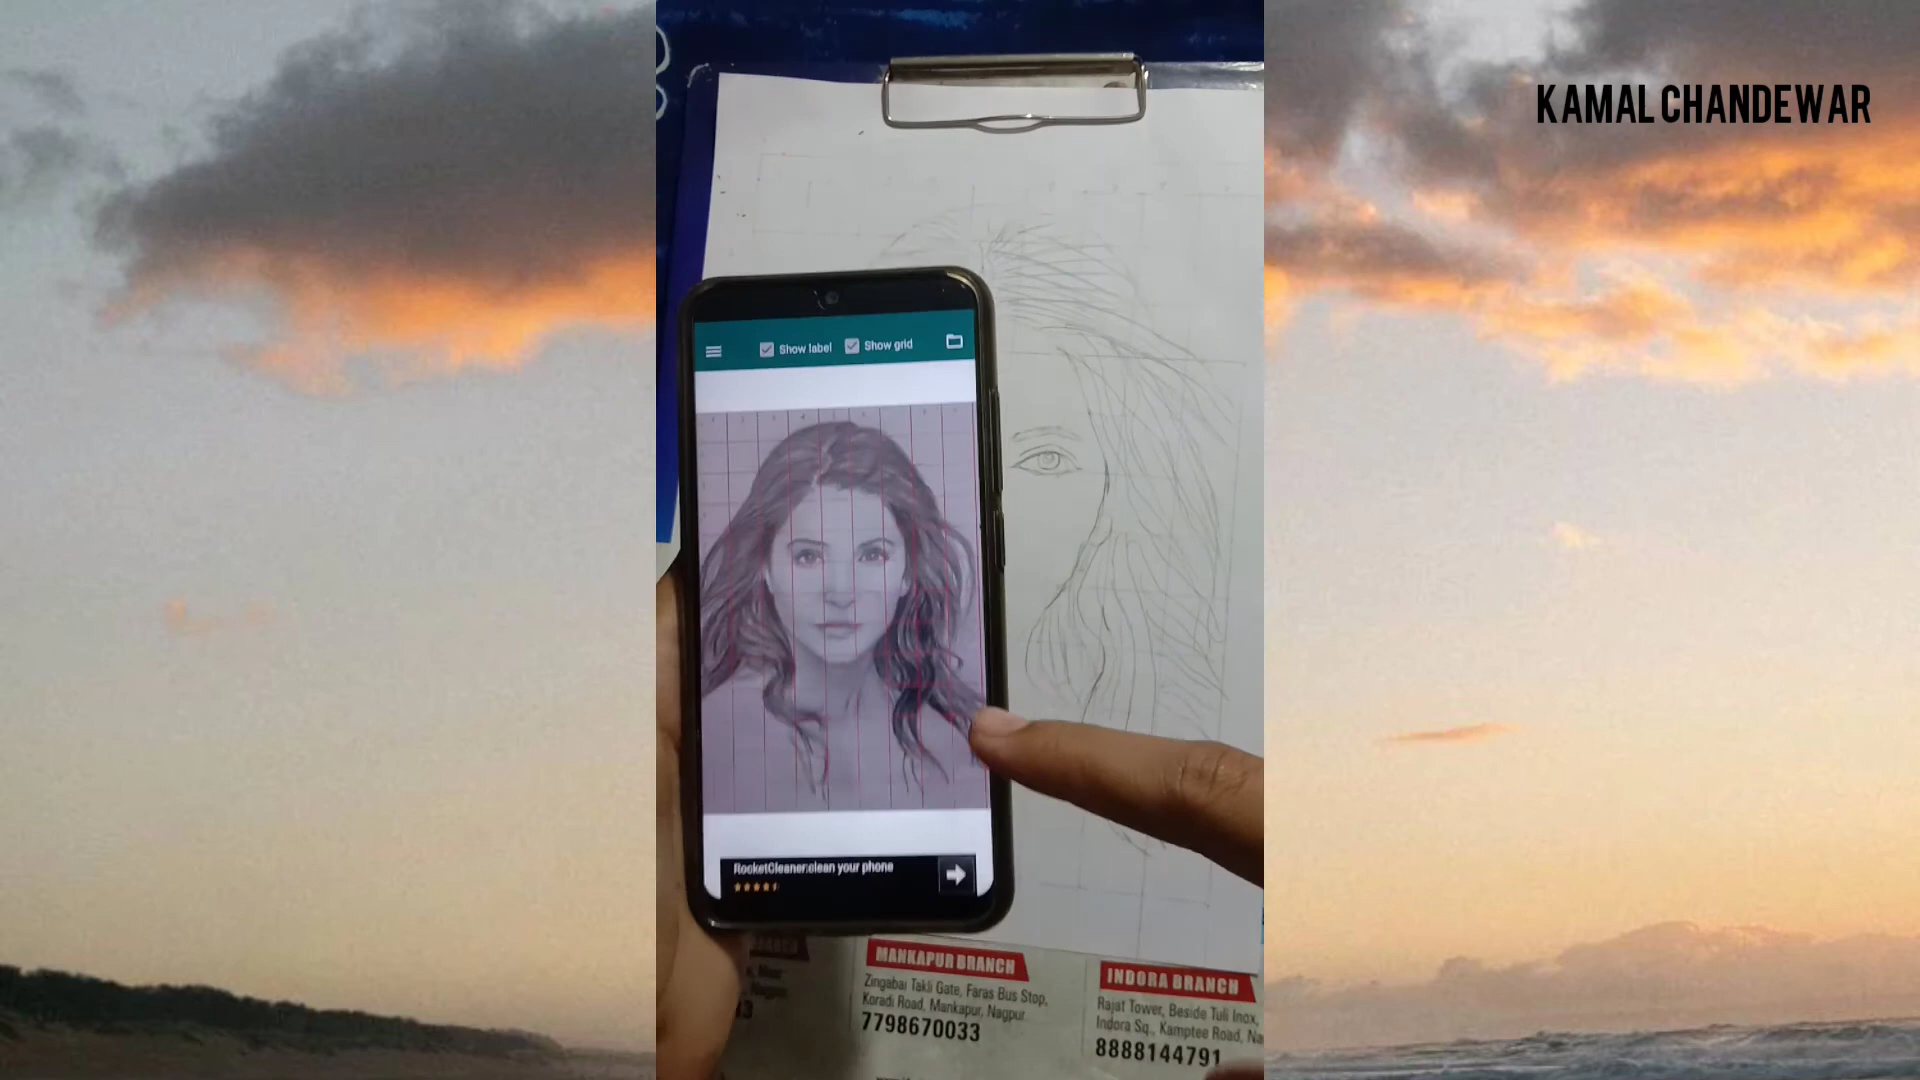 KAMAL CHANDEWAR
Show label
Show grid
RocketCleaner:clean your phone
MANKAPUR BRANCH
Zingabai Takli Gate, Faras Bus Stop,
Koradi Road, Mankapur, Nagpur
7798670033
INDORA BRANCH
Rajat Tower, Beside Tuli Inox,
Indora Sq., Kamptee Road,
8888144791